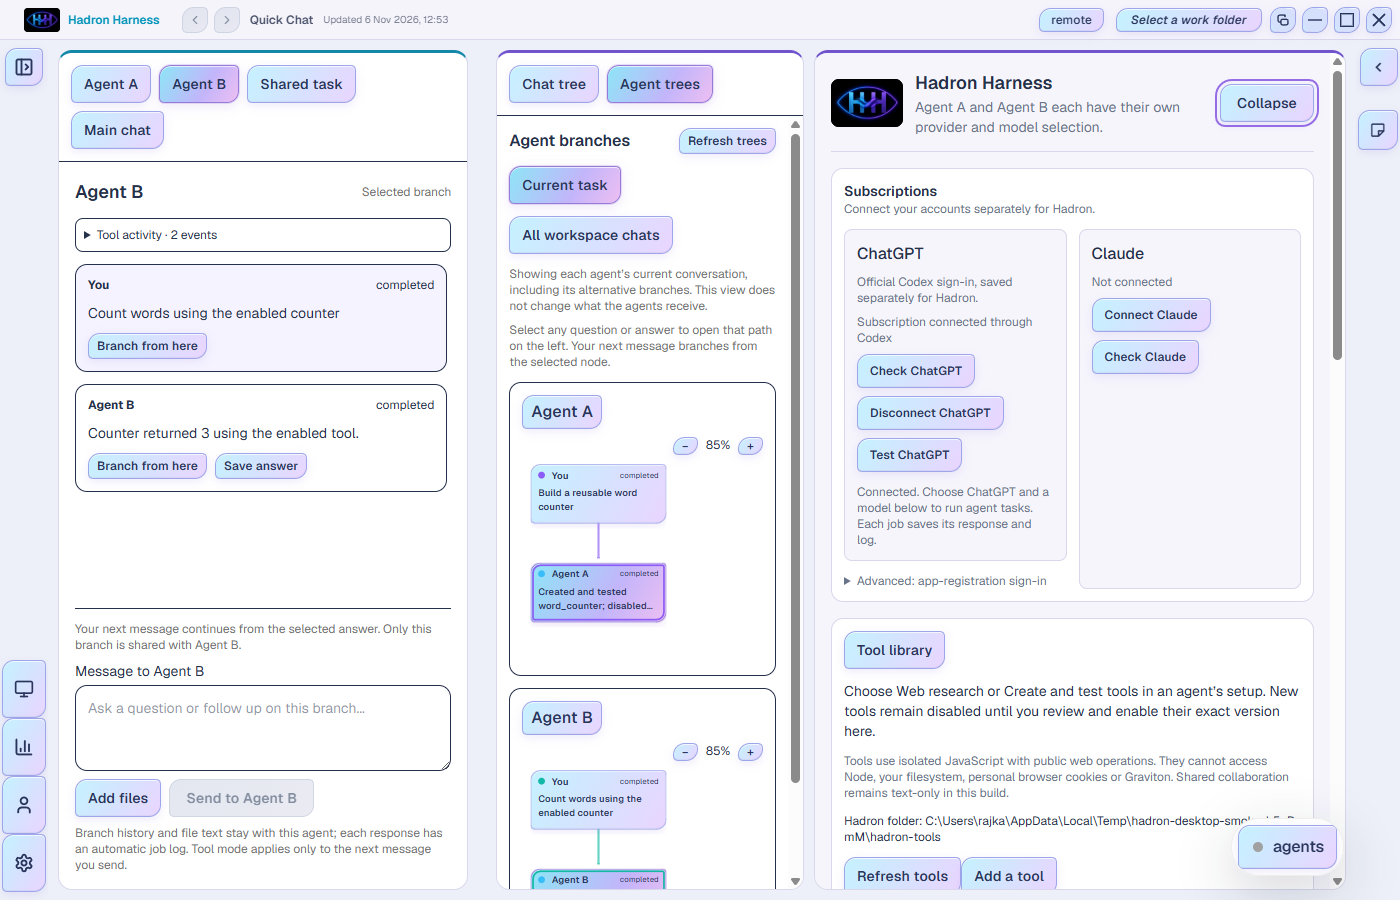 Hadron Harness
Quick Chat
Updated 6 Nov 2026, 12:53
remote
Select a work folder
Agent A
Agent B
Shared task
Main chat
Agent B
Selected branch
Tool activity · 2 events
You
completed
Count words using the enabled counter
Branch from here
Agent B
completed
Counter returned 3 using the enabled tool.
Branch from here
Save answer
Your next message continues from the selected answer. Only this
branch is shared with Agent B.
Message to Agent B
Ask a question or follow up on this branch...
Add files
Send to Agent B
Branch history and file text stay with this agent; each response has
an automatic job log. Tool mode applies only to the next message
you send.
Chat tree
Agent trees
Agent branches
Refresh trees
Current task
All workspace chats
Showing each agent's current conversation,
including its alternative branches. This view does
not change what the agents receive.
Select any question or answer to open that path
on the left. Your next message branches from
the selected node.
Agent A
−
85%
+
You
completed
Build a reusable word
counter
Agent A
completed
Created and tested
word_counter; disabled...
Agent B
−
85%
+
You
completed
Count words using the
enabled counter
Agent B
completed
Hadron Harness
Agent A and Agent B each have their own
provider and model selection.
Collapse
Subscriptions
Connect your accounts separately for Hadron.
ChatGPT
Official Codex sign-in, saved
separately for Hadron.
Subscription connected through
Codex
Check ChatGPT
Disconnect ChatGPT
Test ChatGPT
Connected. Choose ChatGPT and a
model below to run agent tasks.
Each job saves its response and
log.
Claude
Not connected
Connect Claude
Check Claude
Advanced: app-registration sign-in
Tool library
Choose Web research or Create and test tools in an agent's setup. New
tools remain disabled until you review and enable their exact version
here.
Tools use isolated JavaScript with public web operations. They cannot access
Node, your filesystem, personal browser cookies or Graviton. Shared collaboration
remains text-only in this build.
Hadron folder: C:\Users\rajka\AppData\Local\Temp\hadron-desktop-
mM\hadron-tools
Refresh tools
Add a tool
agents